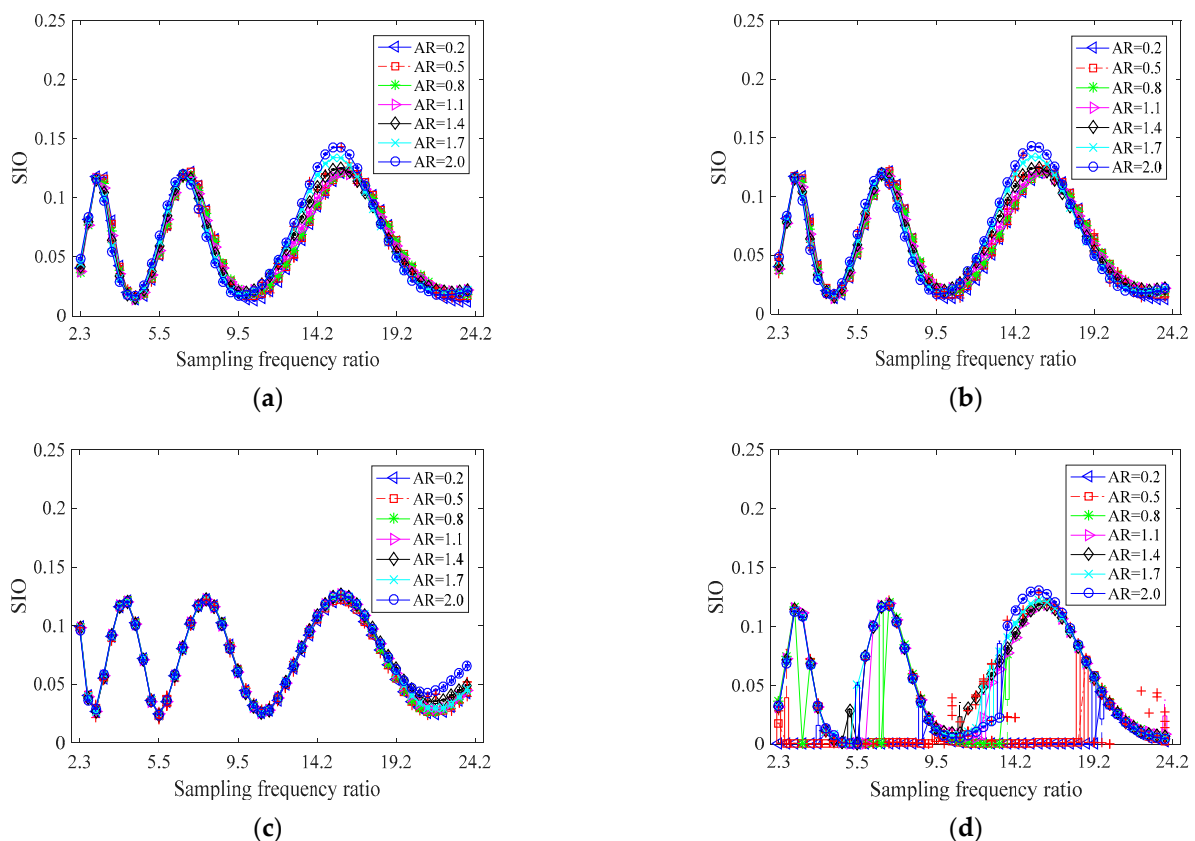 0.25
0.2
0.15
0.1
0.05
0
SIO
AR=0.2
AR=0.5
AR=0.8
AR=1.1
AR=1.4
AR=1.7
AR=2.0
2.3 5.5 9.5 14.2 19.2 24.2
Sampling frequency ratio
(a)
0.25
0.2
0.15
0.1
0.05
0
SIO
AR=0.2
AR=0.5
AR=0.8
AR=1.1
AR=1.4
AR=1.7
AR=2.0
2.3 5.5 9.5 14.2 19.2 24.2
Sampling frequency ratio
(b)
0.25
0.2
0.15
0.1
0.05
0
SIO
AR=0.2
AR=0.5
AR=0.8
AR=1.1
AR=1.4
AR=1.7
AR=2.0
2.3 5.5 9.5 14.2 19.2 24.2
Sampling frequency ratio
(c)
0.25
0.2
0.15
0.1
0.05
0
SIO
AR=0.2
AR=0.5
AR=0.8
AR=1.1
AR=1.4
AR=1.7
AR=2.0
2.3 5.5 9.5 14.2 19.2 24.2
Sampling frequency ratio
(d)